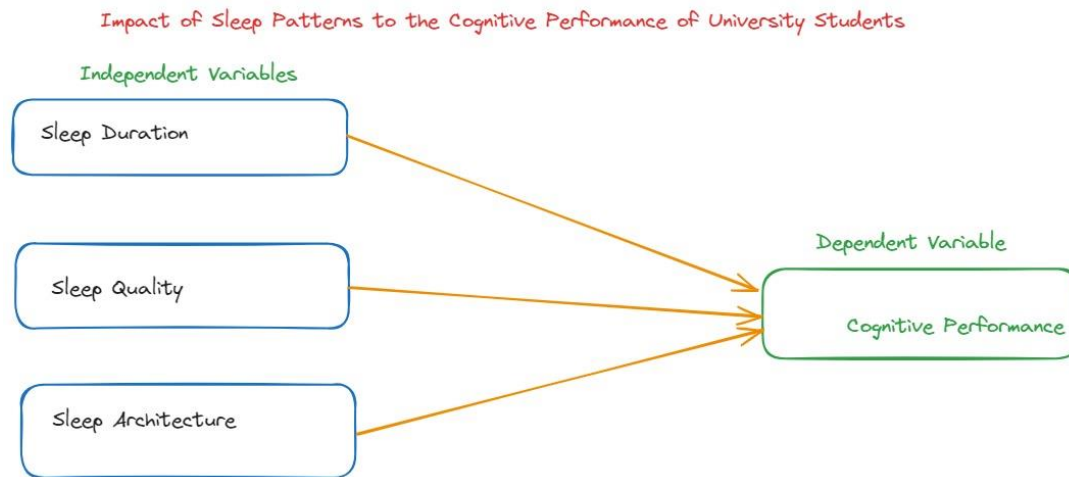 Impact of Sleep Patterns to the Cognitive Performance of University Students
Independent Variables
Sleep Duration
Sleep Quality
Sleep Architecture
Dependent Variable
Cognitive Performance